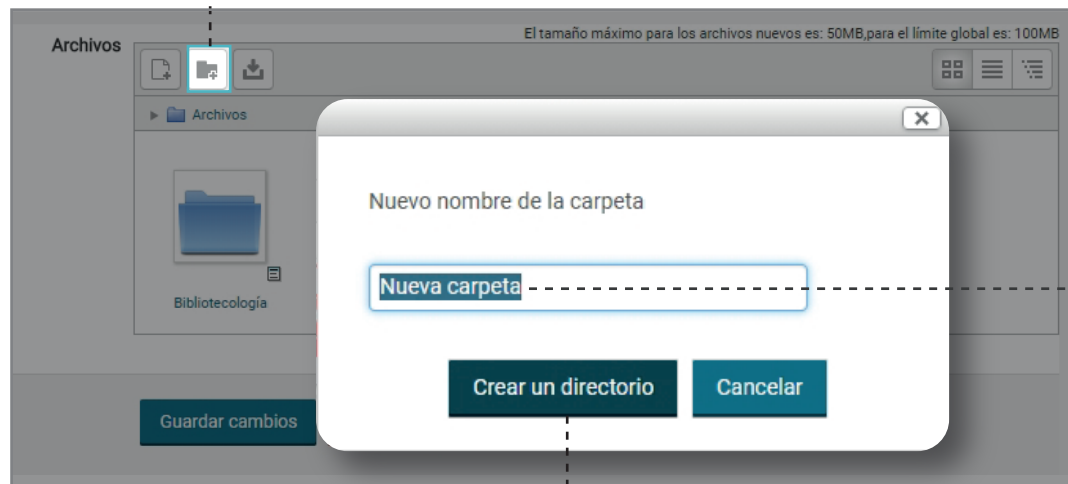 El tamaño máximo para los archivos nuevos es: 50MB,para el límite global es: 100MB
Archivos
Archivos
Nuevo nombre de la carpeta
Nueva carpeta
Bibliotecología
Crear un directorio
Cancelar
Guardar cambios